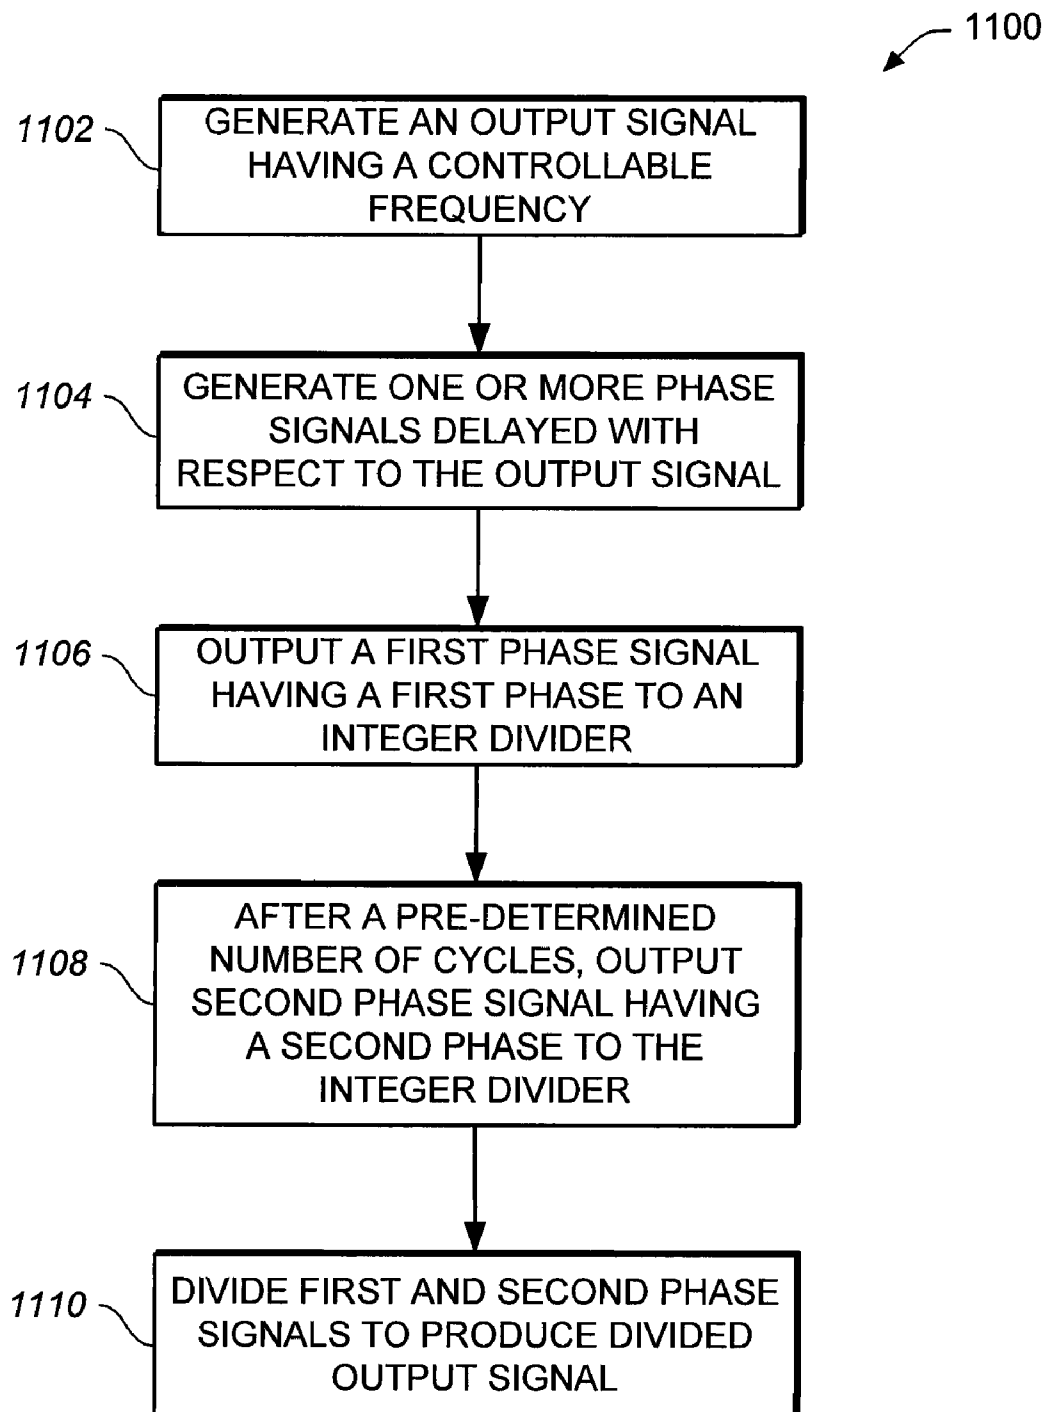 1100
1102
GENERATE AN OUTPUT SIGNAL
HAVING A CONTROLLABLE
FREQUENCY
1104
GENERATE ONE OR MORE PHASE
SIGNALS DELAYED WITH
RESPECT TO THE OUTPUT SIGNAL
1106
OUTPUT A FIRST PHASE SIGNAL
HAVING A FIRST PHASE TO AN
INTEGER DIVIDER
1108
AFTER A PRE-DETERMINED
NUMBER OF CYCLES, OUTPUT
SECOND PHASE SIGNAL HAVING
A SECOND PHASE TO THE
INTEGER DIVIDER
1110
DIVIDE FIRST AND SECOND PHASE
SIGNALS TO PRODUCE DIVIDED
OUTPUT SIGNAL